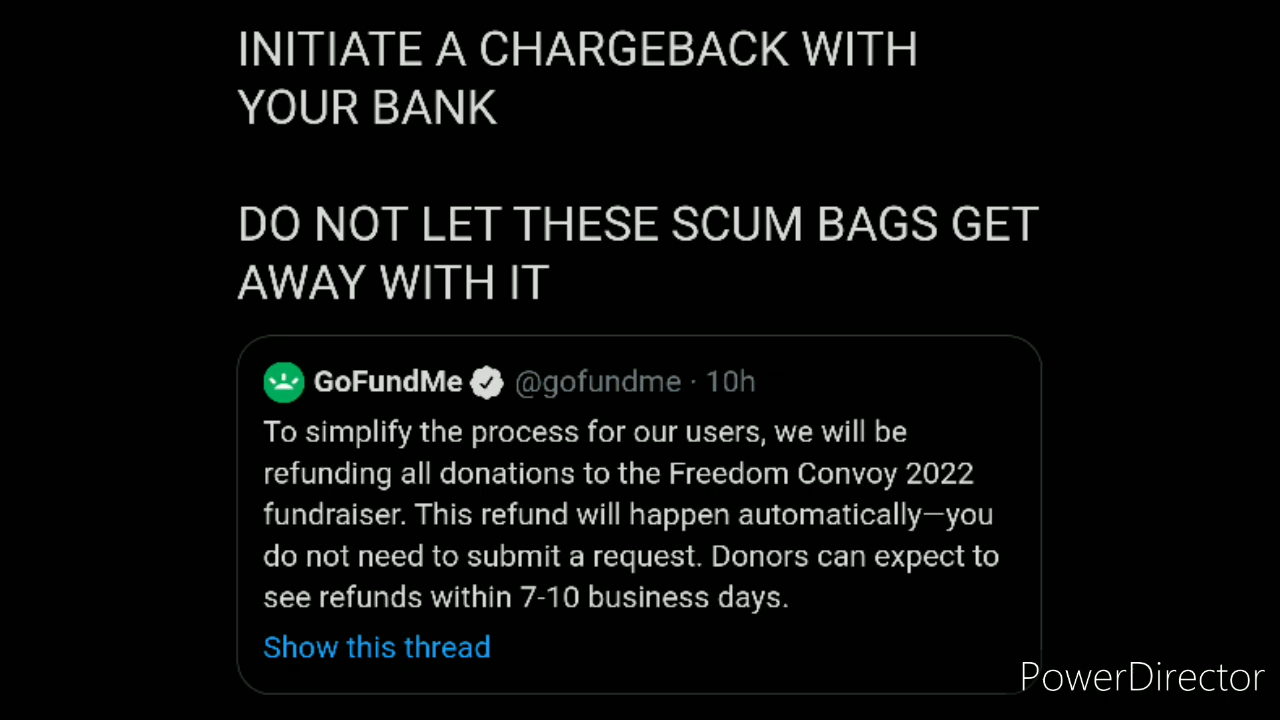 INITIATE A CHARGEBACK WITH
YOUR BANK
DO NOT LET THESE SCUM BAGS GET
AWAY WITH IT
GoFundMe @gofundme · 10h
To simplify the process for our users, we will be
refunding all donations to the Freedom Convoy 2022
fundraiser. This refund will happen automatically—you
do not need to submit a request. Donors can expect to
see refunds within 7-10 business days.
Show this thread
PowerDirector